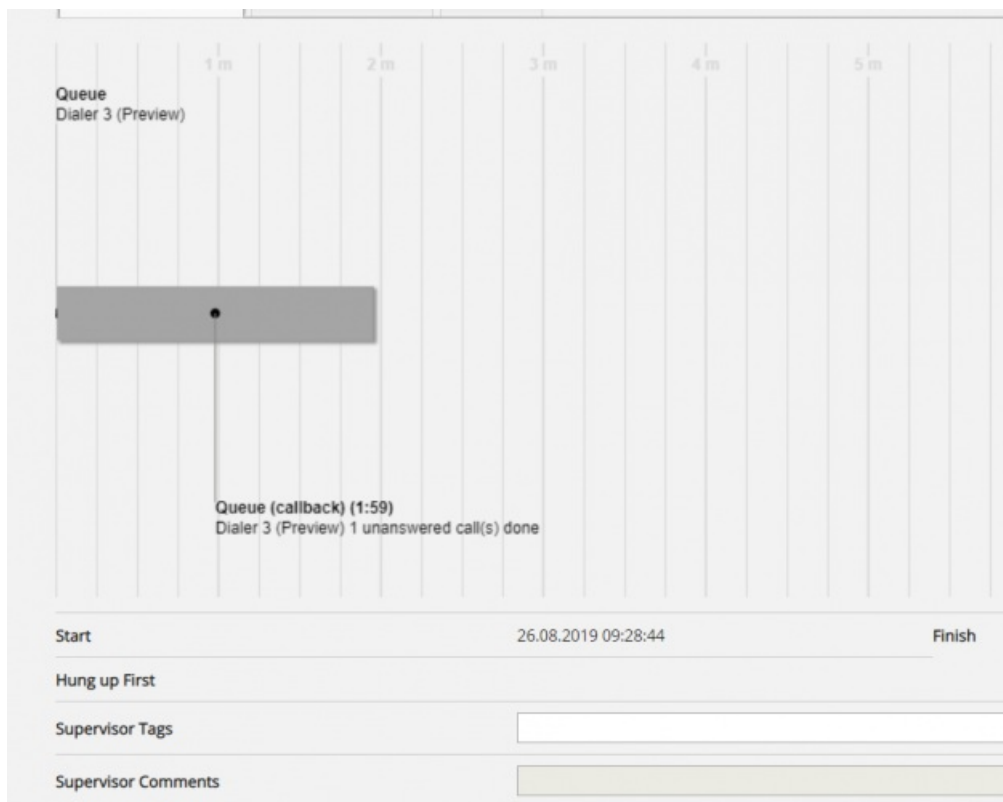 1 m 2 m 3 m 4 m 5 m
Queue
Dialer 3 (Preview)
Queue (callback) (1:59)
Dialer 3 (Preview) 1 unanswered call(s) done
Start 26.08.2019 09:28:44 Finish
Hung up First
Supervisor Tags
Supervisor Comments